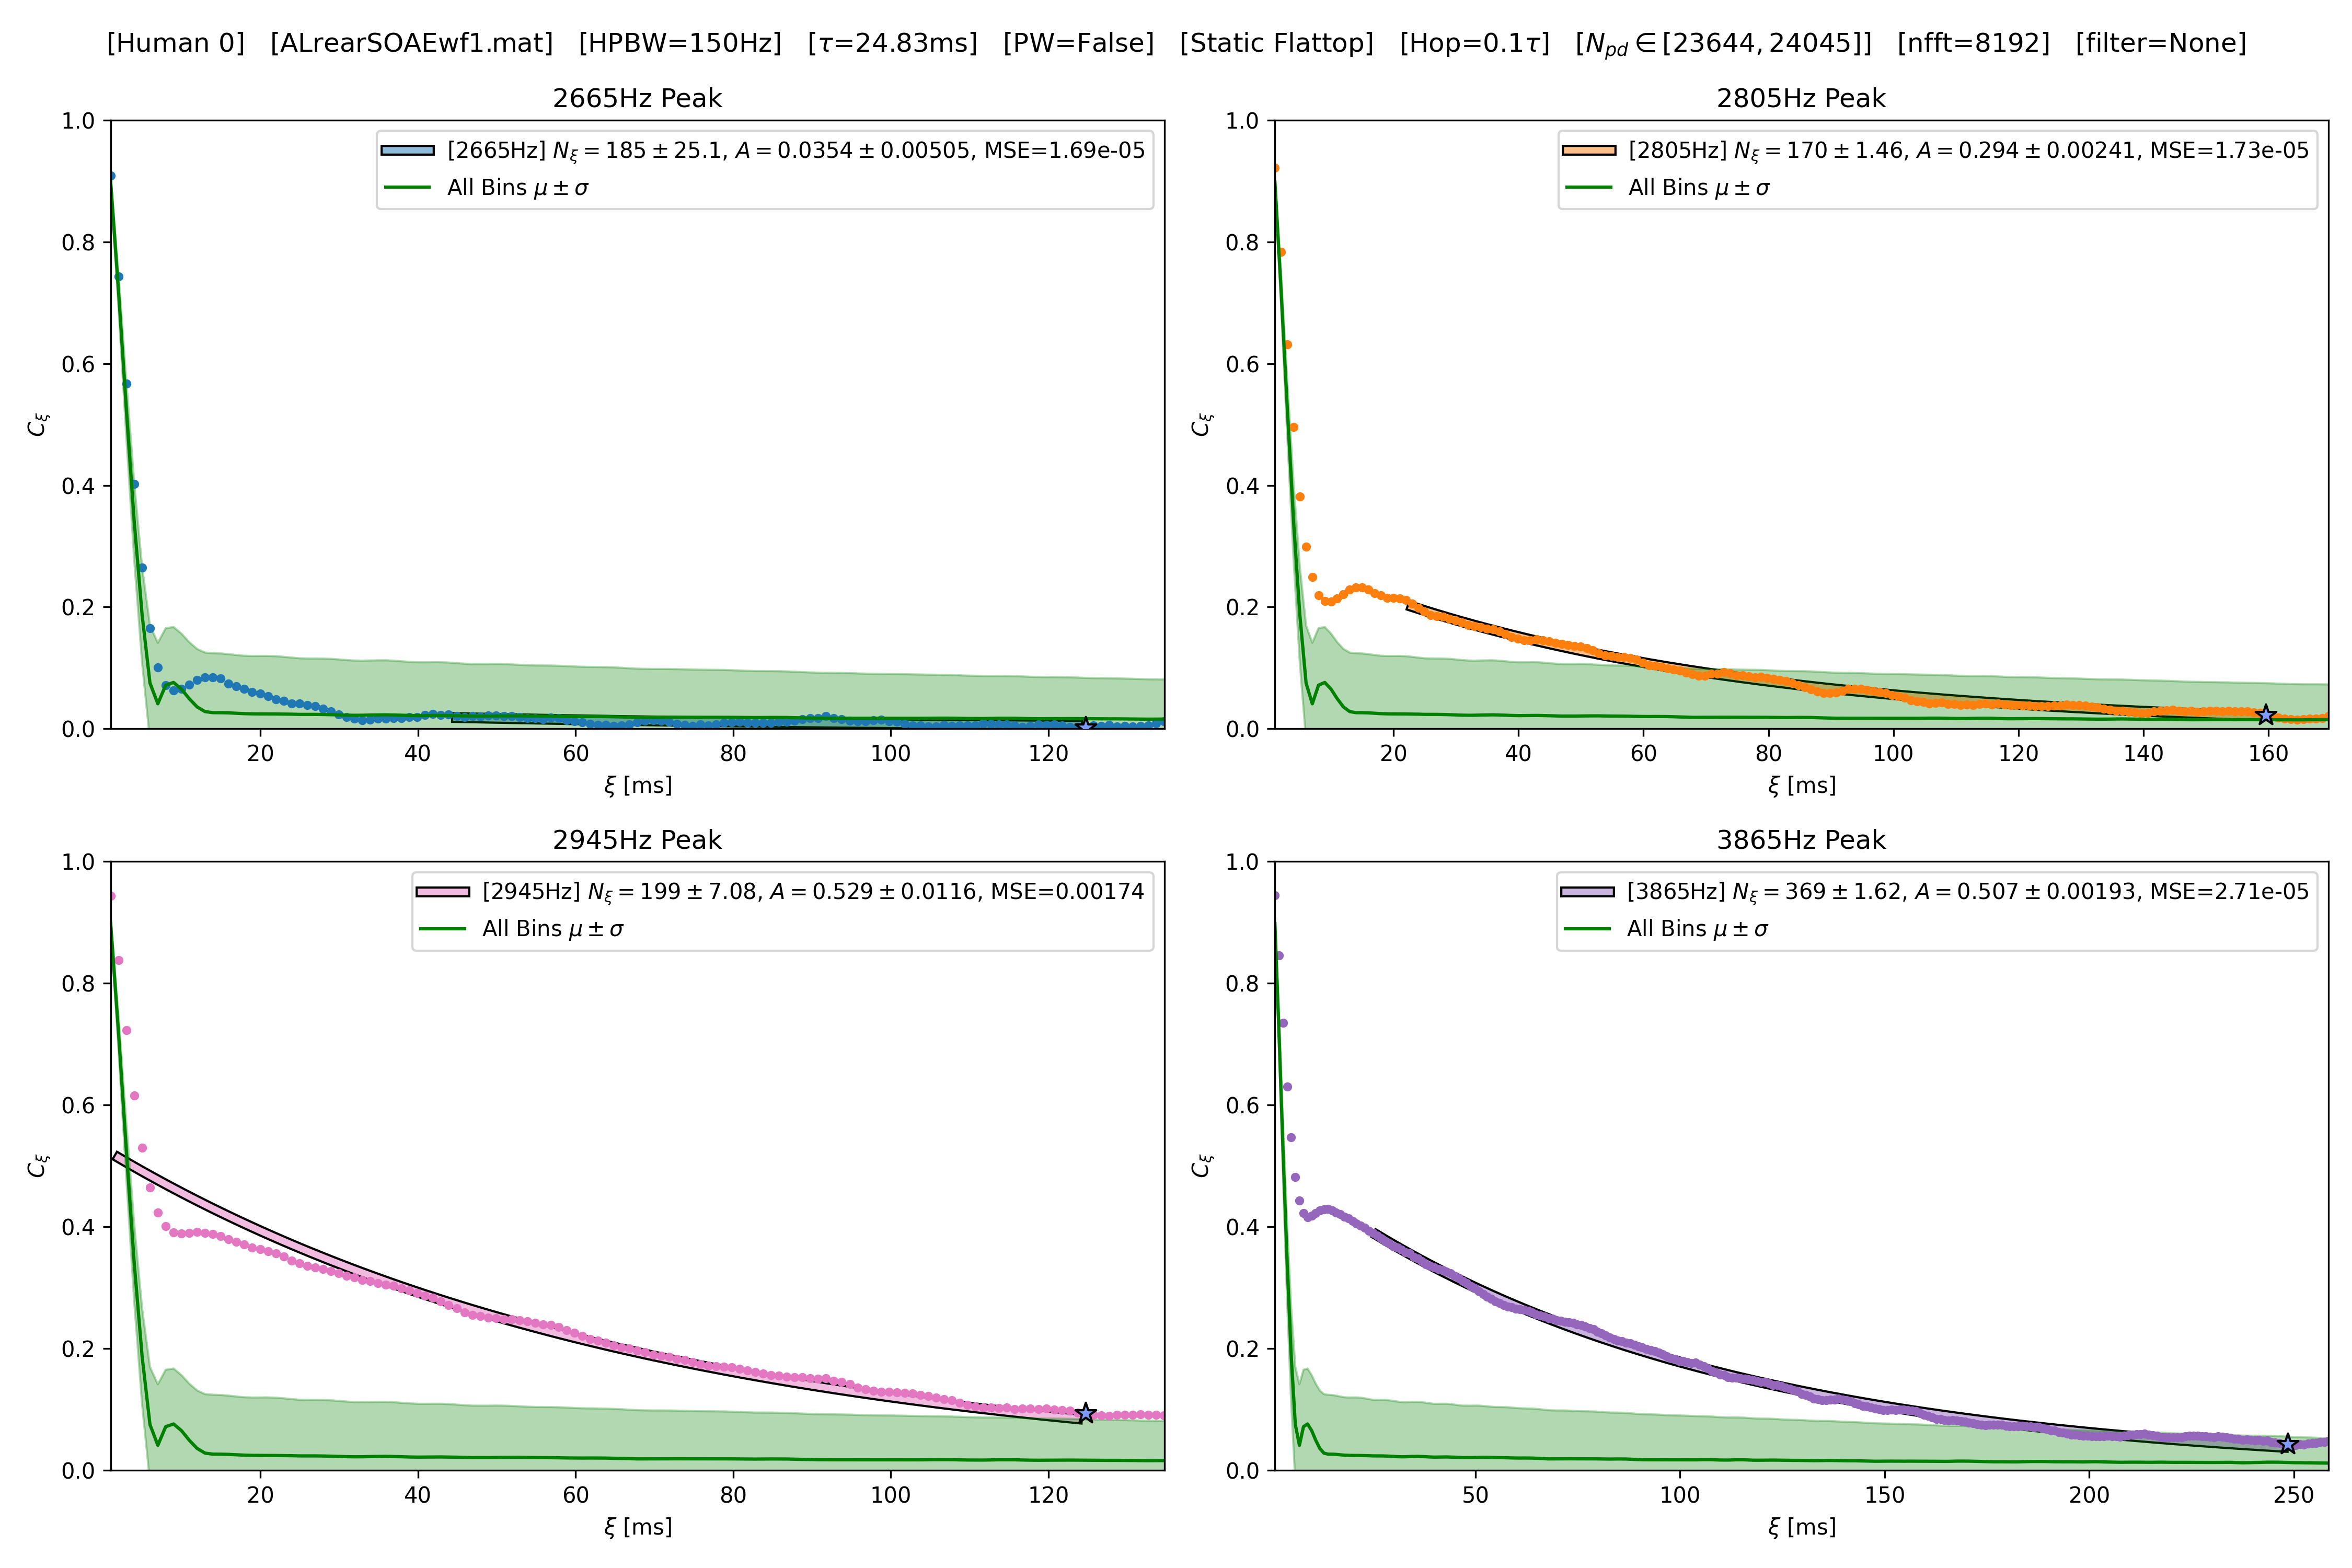 [Human 0] [ALrearSOAEwf1.mat] [HPBW=150Hz] [τ=24.83ms] [PW=False] [Static Flattop] [Hop=0.1τ] [N_pd ∈ [23644, 24045]] [nfft=8192] [filter=None]
2665Hz Peak
[2665Hz] N_ξ = 185 ± 25.1, A = 0.0354 ± 0.00505, MSE=1.69e-05
All Bins μ ± σ
1.0
0.8
0.6
0.4
0.2
0.0
C_ξ
20 40 60 80 100 120
ξ [ms]
2805Hz Peak
[2805Hz] N_ξ = 170 ± 1.46, A = 0.294 ± 0.00241, MSE=1.73e-05
All Bins μ ± σ
1.0
0.8
0.6
0.4
0.2
0.0
C_ξ
20 40 60 80 100 120 140 160
ξ [ms]
2945Hz Peak
[2945Hz] N_ξ = 199 ± 7.08, A = 0.529 ± 0.0116, MSE=0.00174
All Bins μ ± σ
1.0
0.8
0.6
0.4
0.2
0.0
C_ξ
20 40 60 80 100 120
ξ [ms]
3865Hz Peak
[3865Hz] N_ξ = 369 ± 1.62, A = 0.507 ± 0.00193, MSE=2.71e-05
All Bins μ ± σ
1.0
0.8
0.6
0.4
0.2
0.0
C_ξ
50 100 150 200 250
ξ [ms]